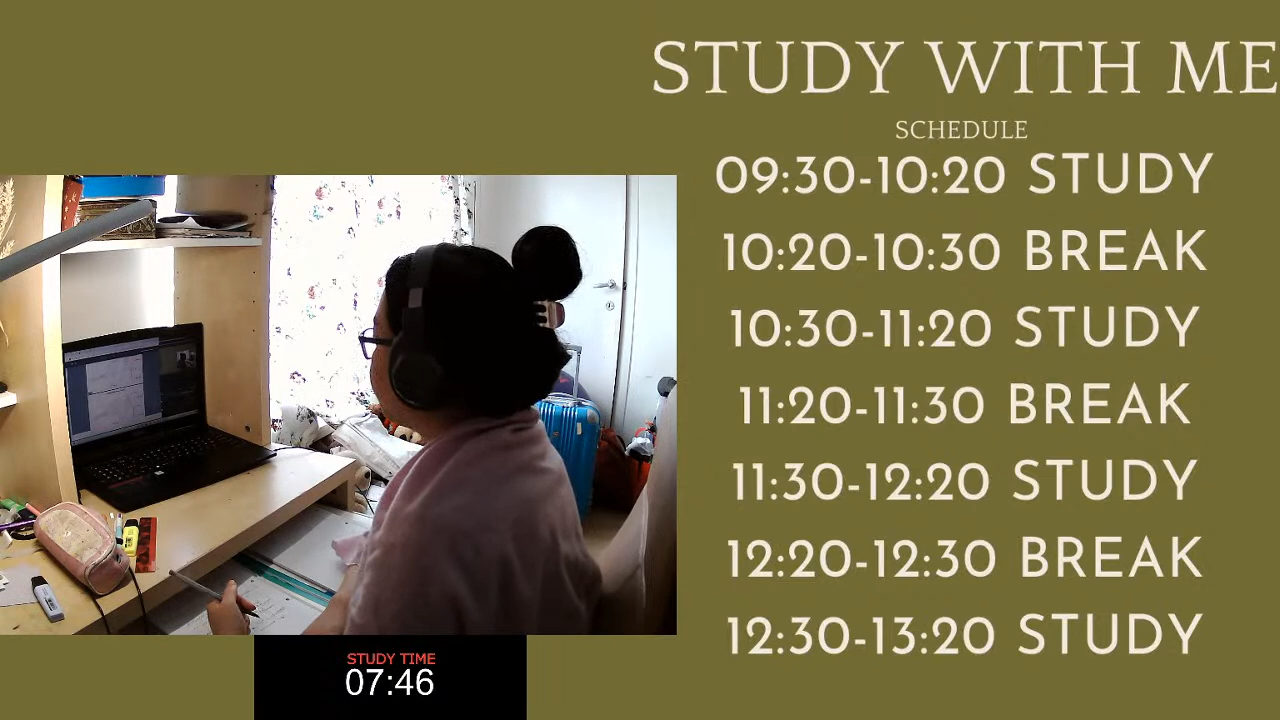 STUDY WITH ME
SCHEDULE
09:30-10:20 STUDY
10:20-10:30 BREAK
10:30-11:20 STUDY
11:20-11:30 BREAK
11:30-12:20 STUDY
12:20-12:30 BREAK
12:30-13:20 STUDY
STUDY TIME
07:46